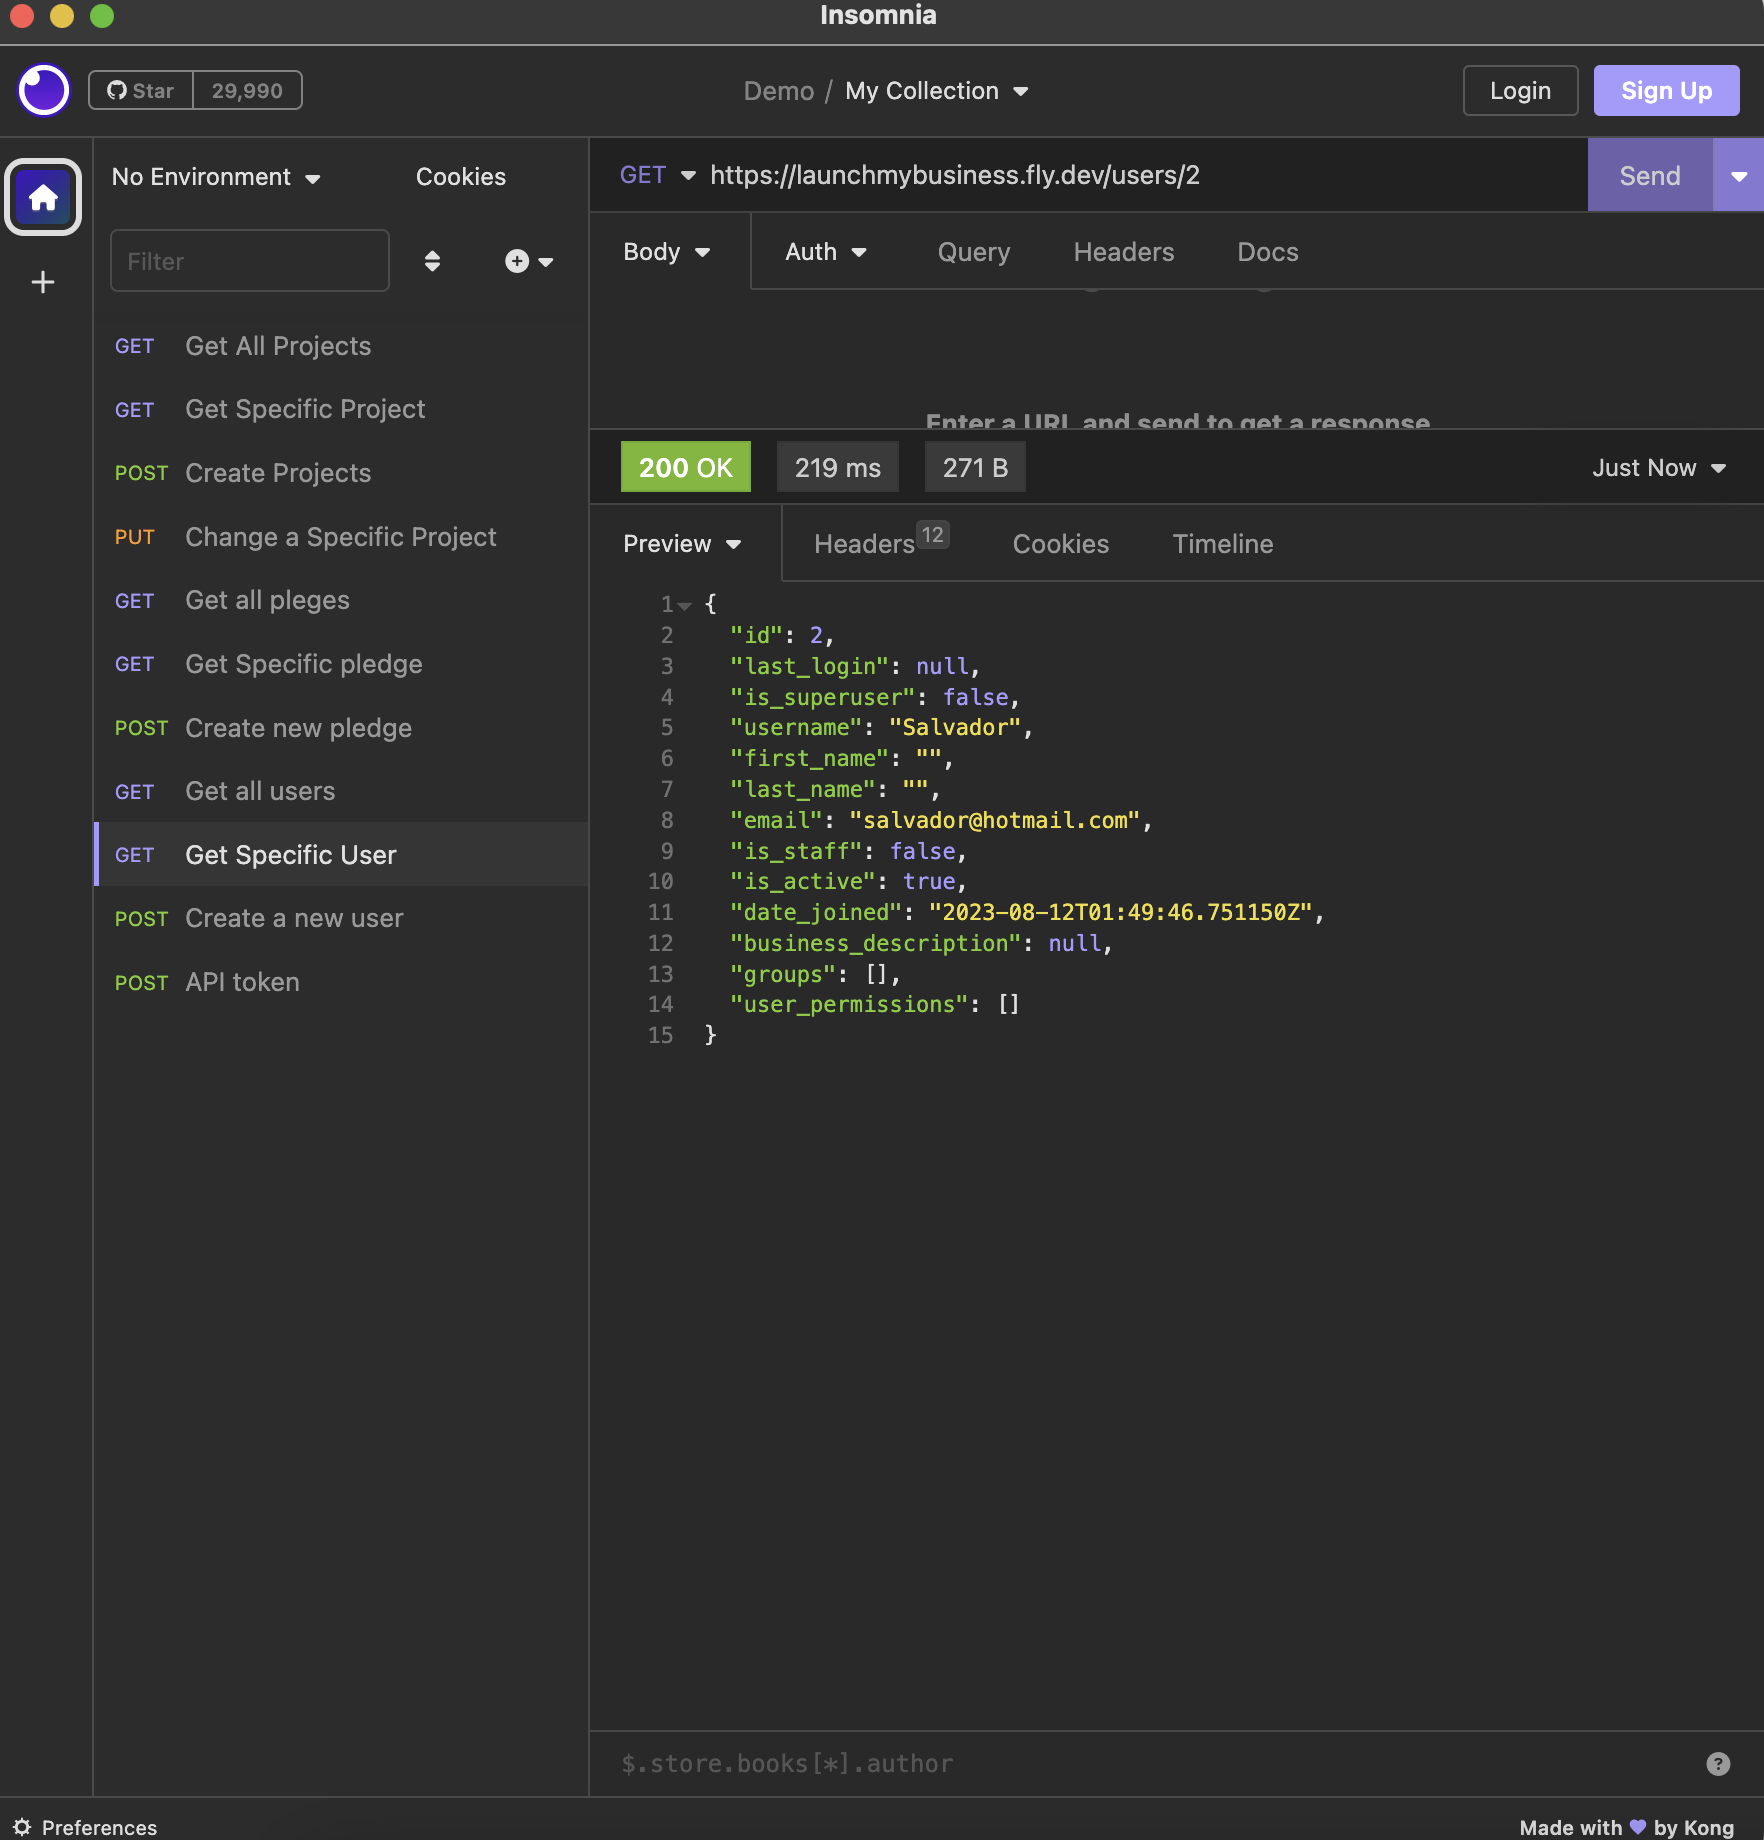 Insomnia
Star 29,990
Demo / My Collection
Login
Sign Up
No Environment
Cookies
GET https://launchmybusiness.fly.dev/users/2
Send
Filter
Body
Auth
Query
Headers
Docs
GET Get All Projects
GET Get Specific Project
POST Create Projects
PUT Change a Specific Project
GET Get all pleges
GET Get Specific pledge
POST Create new pledge
GET Get all users
GET Get Specific User
POST Create a new user
POST API token
Enter a URL and send to get a response
200 OK
219 ms
271 B
Just Now
Preview
Headers 12
Cookies
Timeline
1 {
2 "id": 2,
3 "last_login": null,
4 "is_superuser": false,
5 "username": "Salvador",
6 "first_name": "",
7 "last_name": "",
8 "email": "salvador@hotmail.com",
9 "is_staff": false,
10 "is_active": true,
11 "date_joined": "2023-08-12T01:49:46.751150Z",
12 "business_description": null,
13 "groups": [],
14 "user_permissions": []
15 }
$.store.books[*].author
?
Preferences
Made with 💜 by Kong